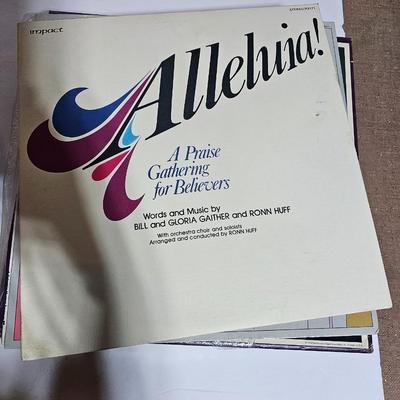 impact
STEREO/R3171
Alleluia!
A Praise
Gathering
for Believers
Words and Music by
BILL and GLORIA GAITHER and RONN HUFF
With orchestra choir and soloists
Arranged and conducted by RONN HUFF